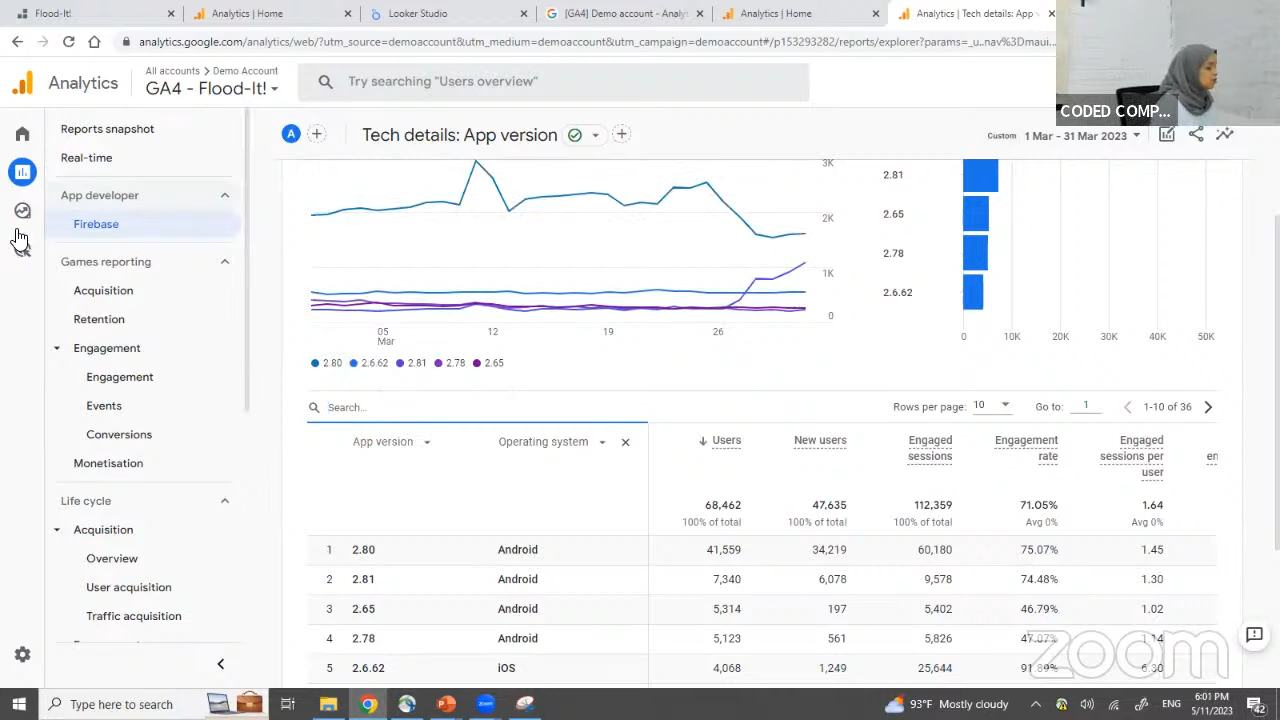 Flood-It!
Analytics | Home
Looker Studio
[GA4] Demo account - Analy
Analytics | Home
Analytics | Tech details: App v
analytics.google.com/analytics/web/?utm_source=demoaccount&utm_medium=demoaccount&utm_campaign=demoaccount#/p153293282/reports/explorer?params=_u..nav%3Dmaui...
Analytics
All accounts > Demo Account
GA4 - Flood-It!
Try searching "Users overview"
CODED COMP...
Reports snapshot
Real-time
App developer
Firebase
Games reporting
Acquisition
Retention
Engagement
Engagement
Events
Conversions
Monetisation
Life cycle
Acquisition
Overview
User acquisition
Traffic acquisition
A
Tech details: App version
Custom 1 Mar - 31 Mar 2023
3K
2K
1K
0
05 Mar 12 19 26
2.80 2.6.62 2.81 2.78 2.65
2.81
2.65
2.78
2.6.62
0 10K 20K 30K 40K 50K
Search...
Rows per page: 10 Go to: 1 1-10 of 36
App version Operating system Users New users Engaged sessions Engagement rate Engaged sessions per user en
68,462 47,635 112,359 71.05% 1.64
100% of total 100% of total 100% of total Avg 0% Avg 0%
1 2.80 Android 41,559 34,219 60,180 75.07% 1.45
2 2.81 Android 7,340 6,078 9,578 74.48% 1.30
3 2.65 Android 5,314 197 5,402 46.79% 1.02
4 2.78 Android 5,123 561 5,826 47.07% 1.14
5 2.6.62 iOS 4,068 1,249 25,644 91.89% 6.30
zoom
Type here to search
93°F Mostly cloudy
ENG
6:01 PM
5/11/2023
42